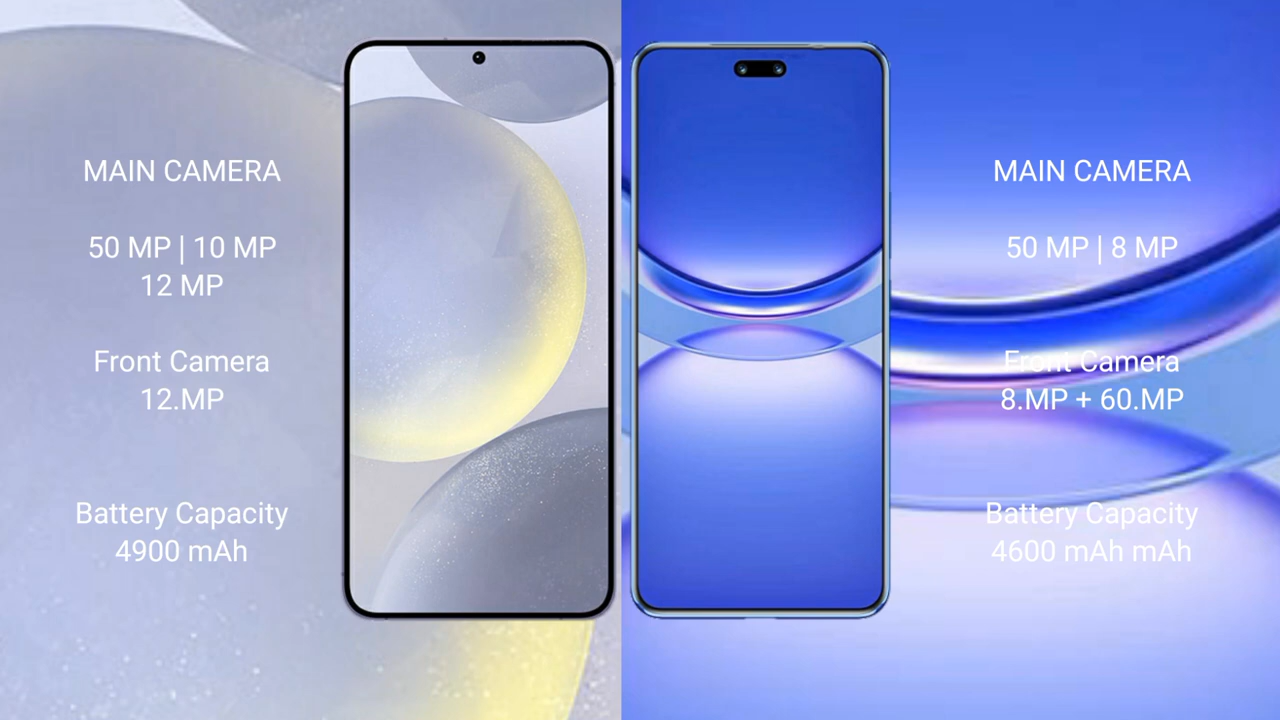 MAIN CAMERA
50 MP | 10 MP
12 MP
Front Camera
12.MP
Battery Capacity
4900 mAh
MAIN CAMERA
50 MP | 8 MP
Front Camera
8.MP + 60.MP
Battery Capacity
4600 mAh mAh